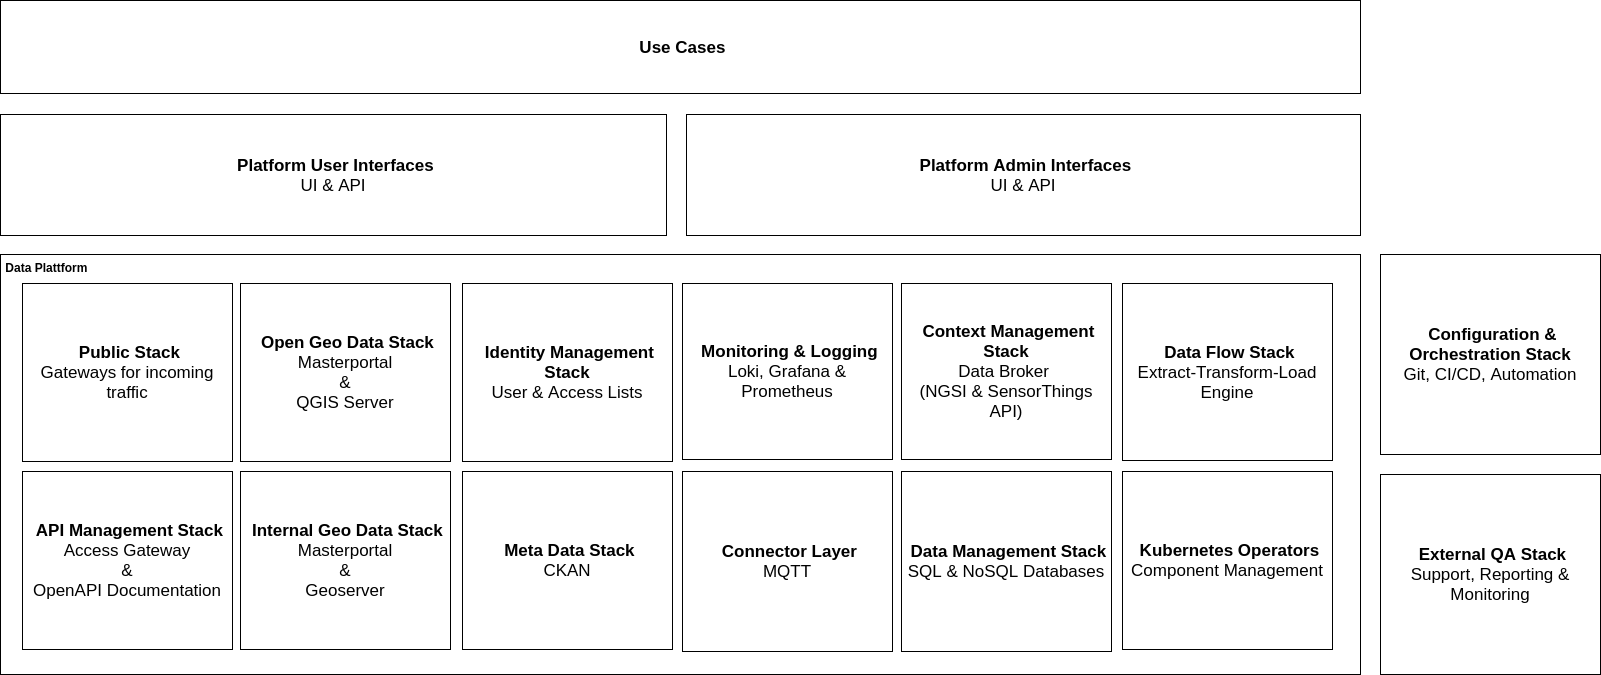 Use Cases
Platform User Interfaces
UI & API
Platform Admin Interfaces
UI & API
Data Plattform
Public Stack
Gateways for incoming
traffic
Open Geo Data Stack
Masterportal
&
QGIS Server
Identity Management
Stack
User & Access Lists
Monitoring & Logging
Loki, Grafana &
Prometheus
Context Management
Stack
Data Broker
(NGSI & SensorThings
API)
Data Flow Stack
Extract-Transform-Load
Engine
Configuration &
Orchestration Stack
Git, CI/CD, Automation
API Management Stack
Access Gateway
&
OpenAPI Documentation
Internal Geo Data Stack
Masterportal
&
Geoserver
Meta Data Stack
CKAN
Connector Layer
MQTT
Data Management Stack
SQL & NoSQL Databases
Kubernetes Operators
Component Management
External QA Stack
Support, Reporting &
Monitoring